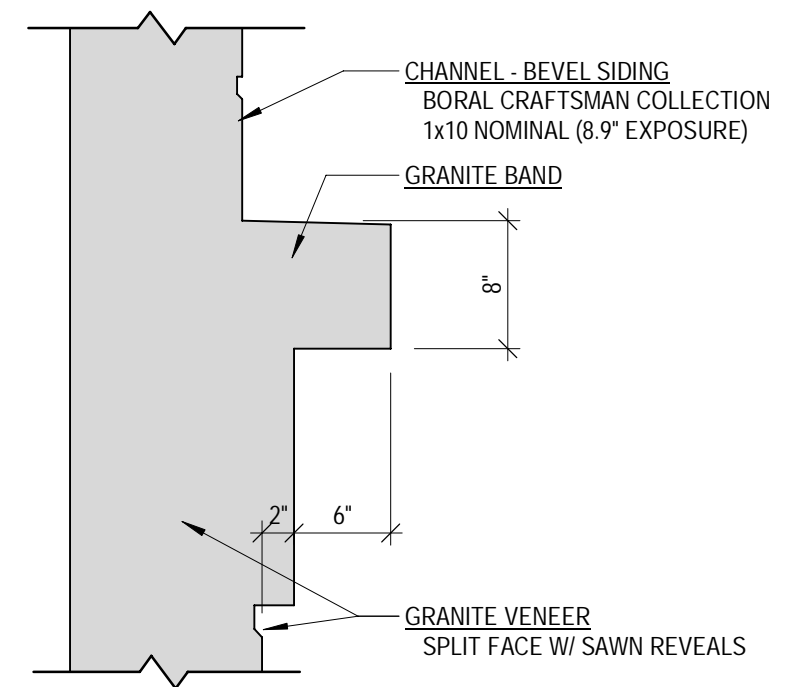 CHANNEL - BEVEL SIDING
BORAL CRAFTSMAN COLLECTION
1x10 NOMINAL (8.9" EXPOSURE)
GRANITE BAND
8"
2"
6"
GRANITE VENEER
SPLIT FACE W/ SAWN REVEALS